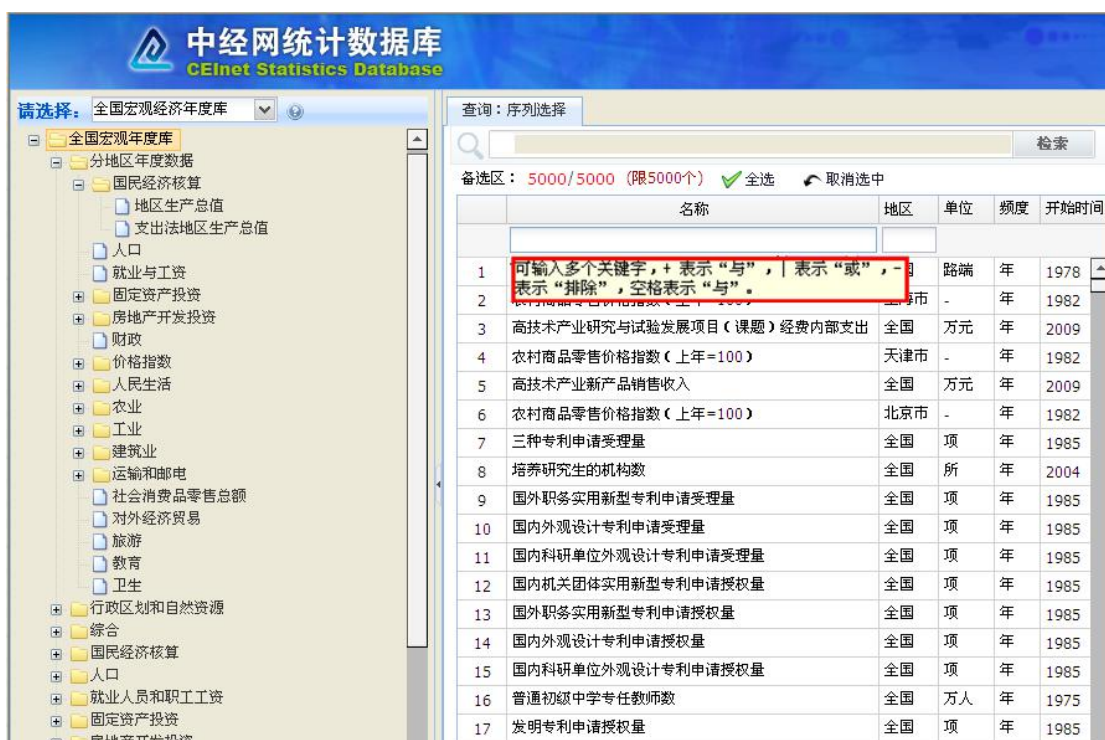 中经网统计数据库
CEInet Statistics Database
请选择： 全国宏观经济年度库
全国宏观年度库
分地区年度数据
国民经济核算
地区生产总值
支出法地区生产总值
人口
就业与工资
固定资产投资
房地产开发投资
财政
价格指数
人民生活
农业
工业
建筑业
运输和邮电
社会消费品零售总额
对外经济贸易
旅游
教育
卫生
行政区划和自然资源
综合
国民经济核算
人口
就业人员和职工工资
固定资产投资
房地产开发投资
查询：序列选择
检索
备选区： 5000/5000 (限5000个) 全选 取消选中
名称 地区 单位 频度 开始时间
可输入多个关键字，+ 表示“与”，| 表示“或”，-
表示“排除”，空格表示“与”。
1 路端 年 1978
2 海市 - 年 1982
3 高技术产业研究与试验发展项目(课题)经费内部支出 全国 万元 年 2009
4 农村商品零售价格指数(上年=100) 天津市 - 年 1982
5 高技术产业新产品销售收入 全国 万元 年 2009
6 农村商品零售价格指数(上年=100) 北京市 - 年 1982
7 三种专利申请受理量 全国 项 年 1985
8 培养研究生的机构数 全国 所 年 2004
9 国外职务实用新型专利申请受理量 全国 项 年 1985
10 国内外观设计专利申请受理量 全国 项 年 1985
11 国内科研单位外观设计专利申请受理量 全国 项 年 1985
12 国内机关团体实用新型专利申请授权量 全国 项 年 1985
13 国外职务实用新型专利申请授权量 全国 项 年 1985
14 国内外观设计专利申请授权量 全国 项 年 1985
15 国内科研单位外观设计专利申请授权量 全国 项 年 1985
16 普通初级中学专任教师数 全国 万人 年 1975
17 发明专利申请授权量 全国 项 年 1985